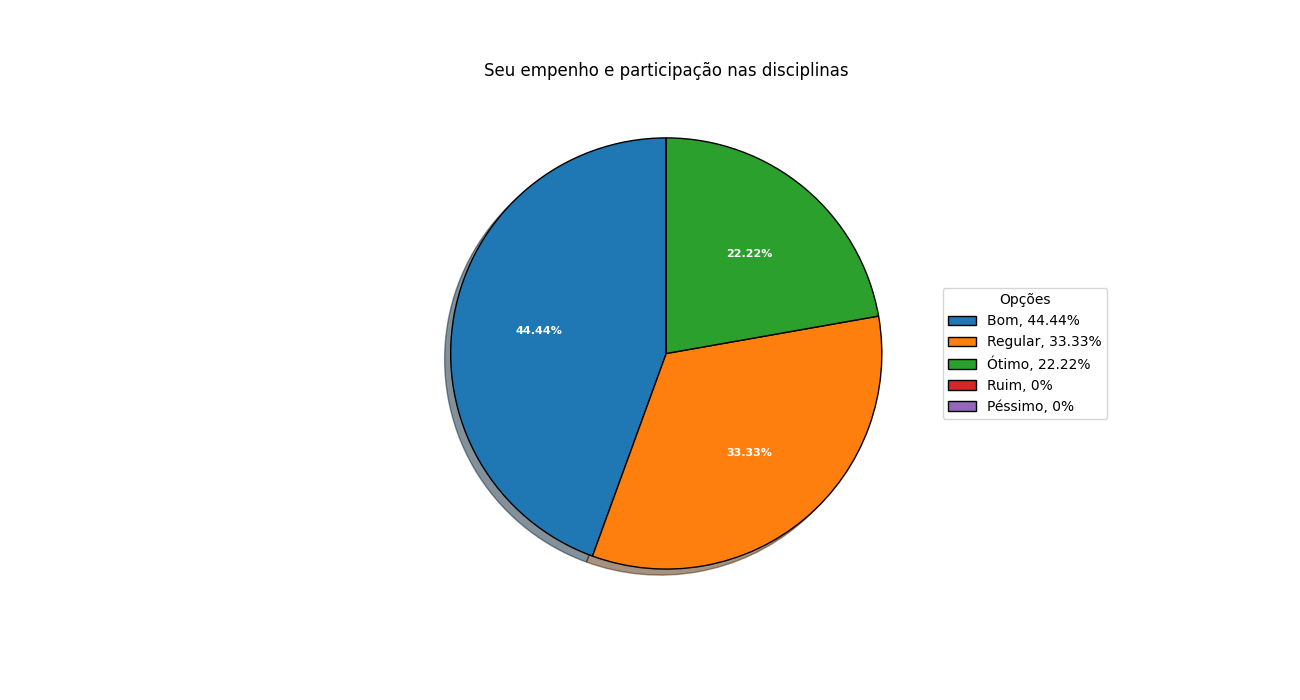 Seu empenho e participação nas disciplinas
22.22%
44.44%
33.33%
Opções
Bom, 44.44%
Regular, 33.33%
Ótimo, 22.22%
Ruim, 0%
Péssimo, 0%